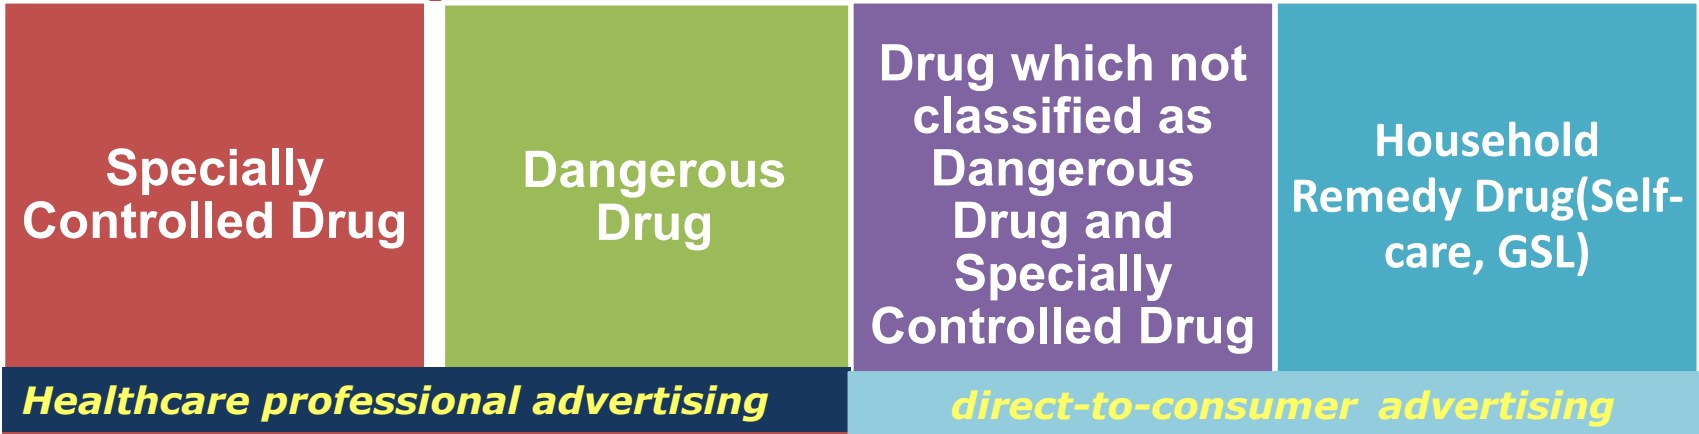 Specially
Controlled Drug
Dangerous
Drug
Drug which not
classified as
Dangerous
Drug and
Specially
Controlled Drug
Household
Remedy Drug(Self-
care, GSL)
Healthcare professional advertising
direct-to-consumer advertising